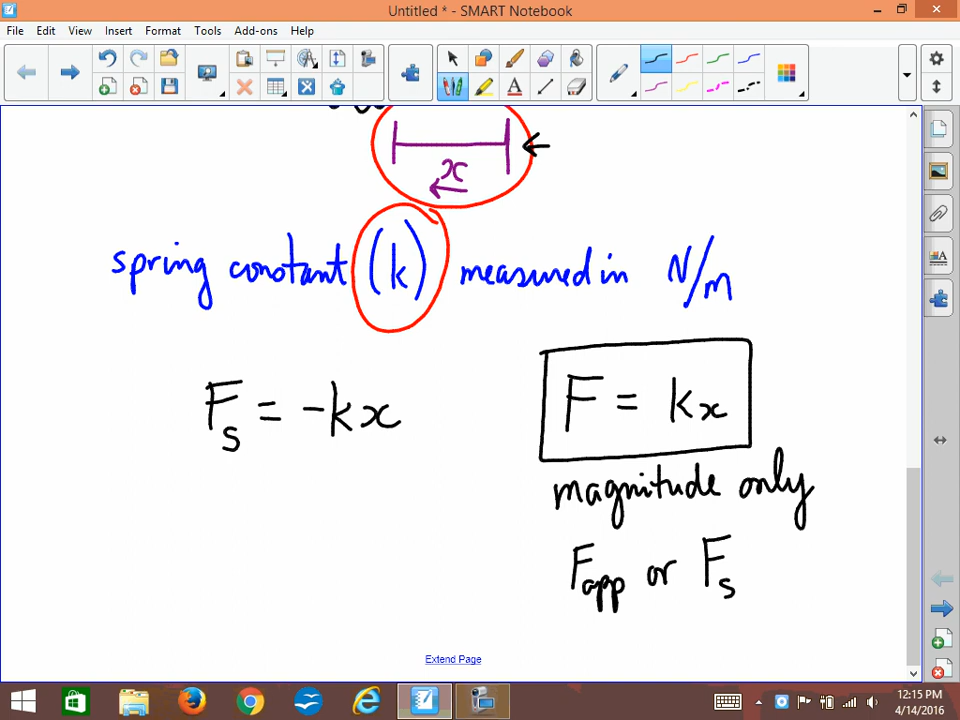 Untitled * - SMART Notebook
File Edit View Insert Format Tools Add-ons Help
x
spring constant (k) measured in N/m
Fs = -kx
F = kx
magnitude only
Fapp or Fs
Extend Page
12:15 PM
4/14/2016